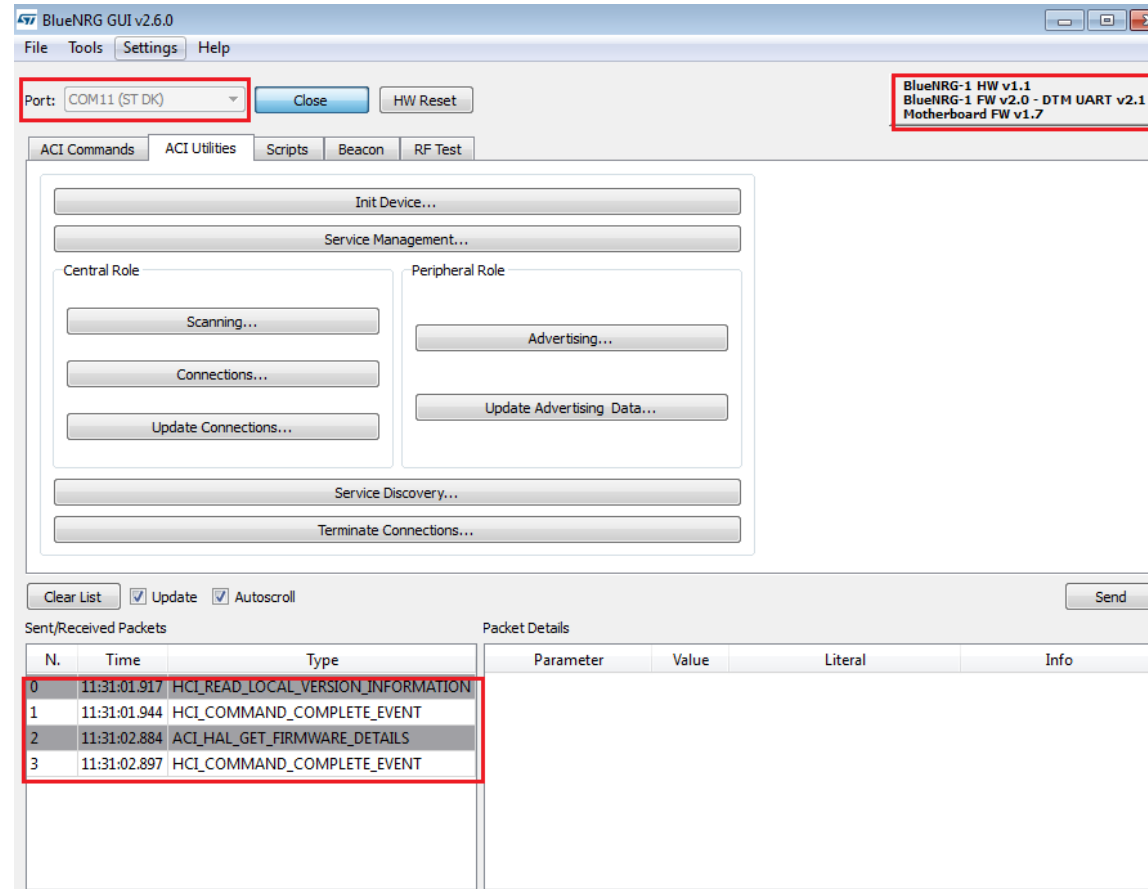 BlueNRG GUI v2.6.0
File Tools Settings Help
Port: COM11 (ST DK) Close HW Reset
BlueNRG-1 HW v1.1
BlueNRG-1 FW v2.0 - DTM UART v2.1
Motherboard FW v1.7
ACI Commands ACI Utilities Scripts Beacon RF Test
Init Device...
Service Management...
Central Role Peripheral Role
Scanning...
Advertising...
Connections...
Update Advertising Data...
Update Connections...
Service Discovery...
Terminate Connections...
Clear List Update Autoscroll Send
Sent/Received Packets Packet Details
N. Time Type Parameter Value Literal Info
0 11:31:01.917 HCI_READ_LOCAL_VERSION_INFORMATION
1 11:31:01.944 HCI_COMMAND_COMPLETE_EVENT
2 11:31:02.884 ACI_HAL_GET_FIRMWARE_DETAILS
3 11:31:02.897 HCI_COMMAND_COMPLETE_EVENT